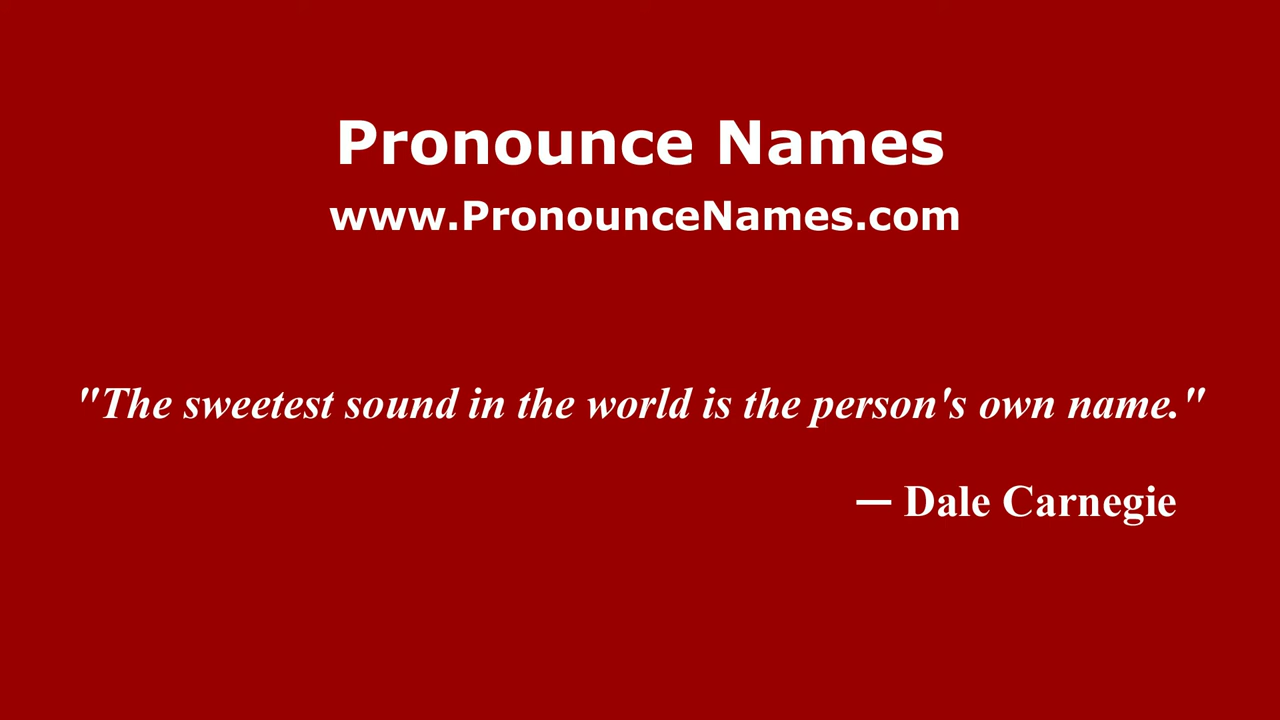 Pronounce Names
www.PronounceNames.com
"The sweetest sound in the world is the person's own name."
— Dale Carnegie